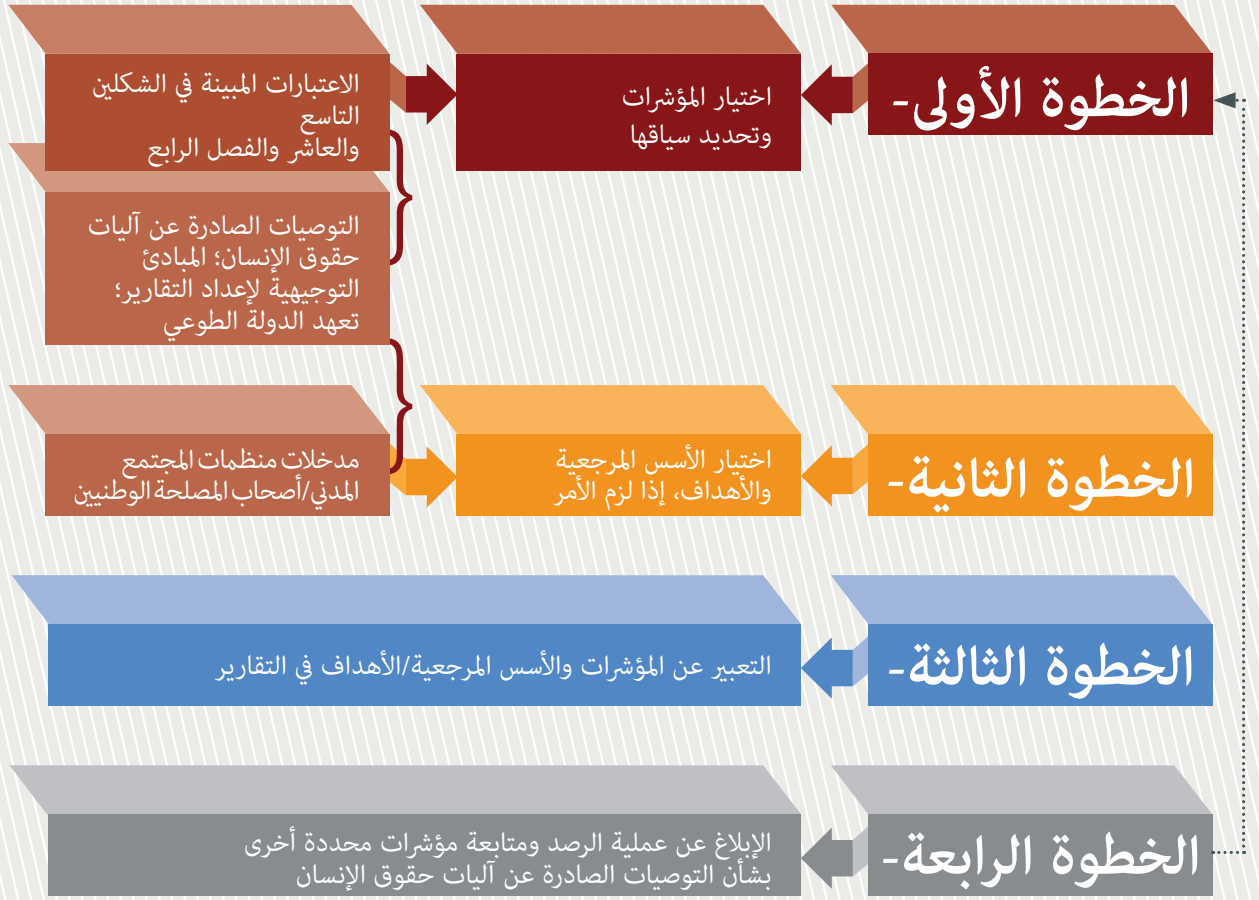 الخطوة الأولى-
اختيار المؤشرات
وتحديد سياقها
الاعتبارات المبينة في الشكلين
التاسع
والعاشر والفصل الرابع
التوصيات الصادرة عن آليات
حقوق الإنسان؛ المبادئ
التوجيهية لإعداد التقارير؛
تعهد الدولة الطوعي
الخطوة الثانية-
اختيار الأسس المرجعية
والأهداف، إذا لزم الأمر
مدخلات منظمات المجتمع
المدني/أصحاب المصلحة الوطنيين
الخطوة الثالثة-
التعبير عن المؤشرات والأسس المرجعية/الأهداف في التقارير
الخطوة الرابعة-
الإبلاغ عن عملية الرصد ومتابعة مؤشرات محددة أخرى
بشأن التوصيات الصادرة عن آليات حقوق الإنسان